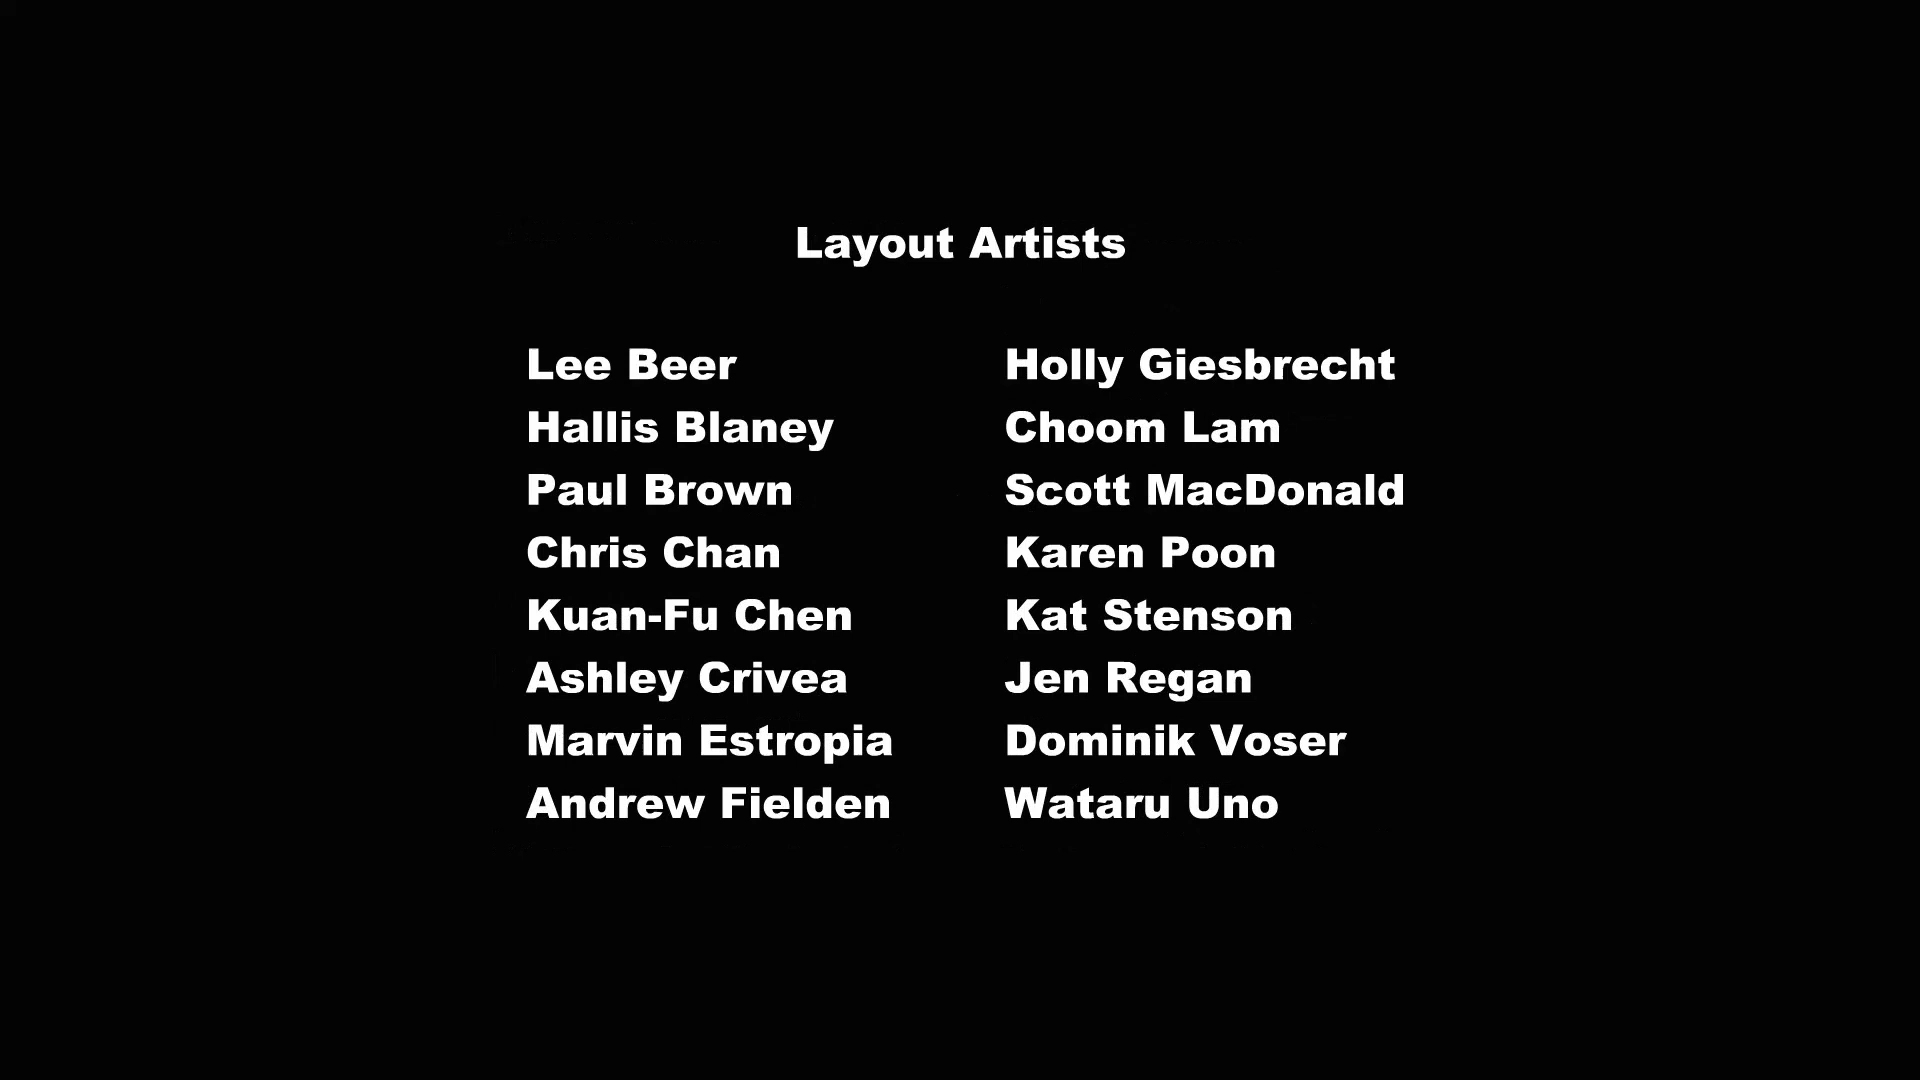 Layout Artists
Lee Beer
Hallis Blaney
Paul Brown
Chris Chan
Kuan-Fu Chen
Ashley Crivea
Marvin Estropia
Andrew Fielden
Holly Giesbrecht
Choom Lam
Scott MacDonald
Karen Poon
Kat Stenson
Jen Regan
Dominik Voser
Wataru Uno